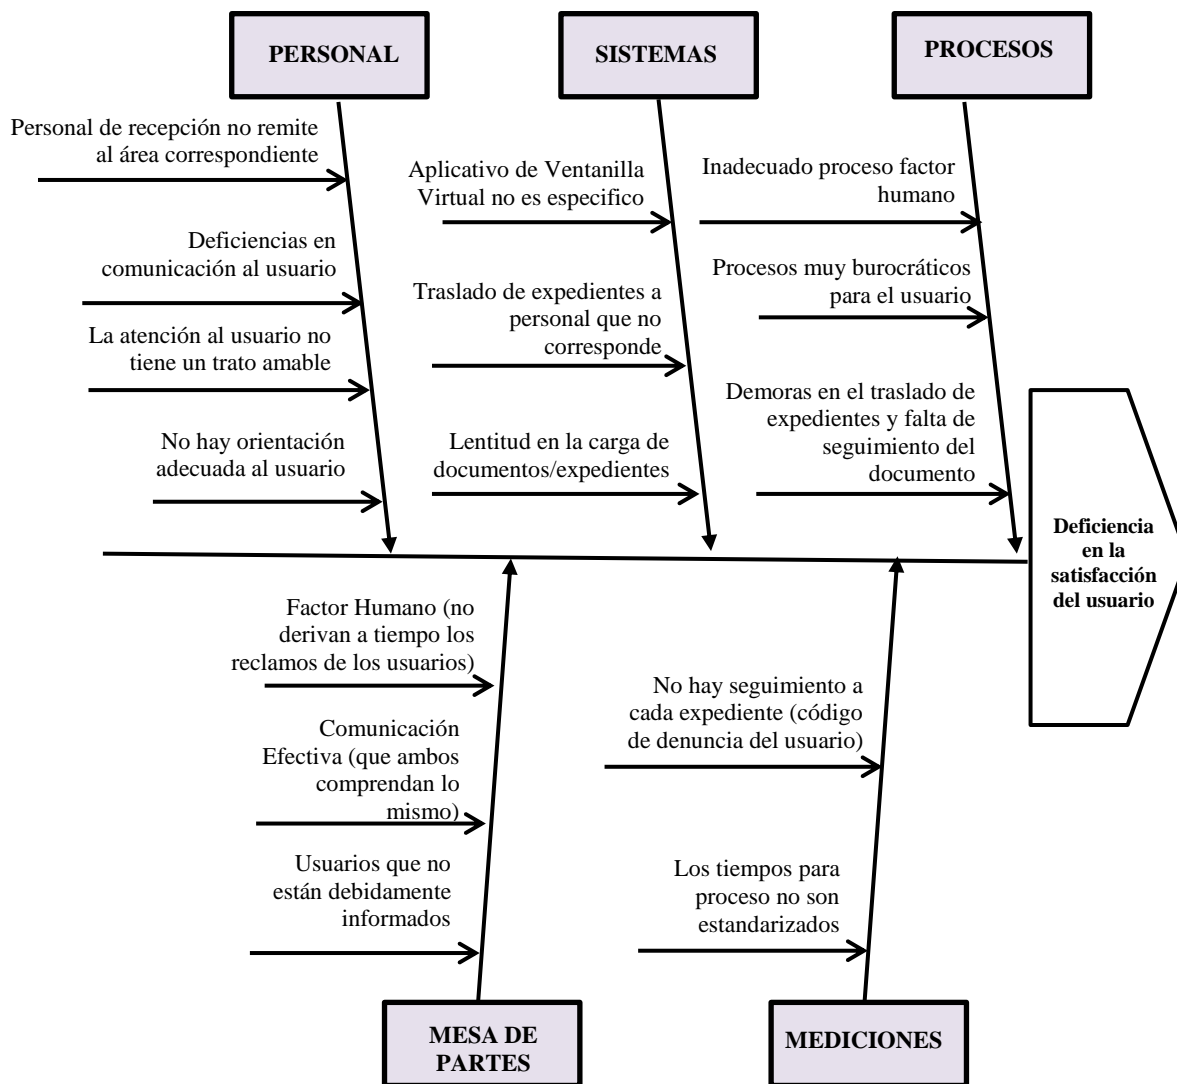 PERSONAL
SISTEMAS
PROCESOS
Personal de recepción no remite
al área correspondiente
Deficiencias en
comunicación al usuario
La atención al usuario no
tiene un trato amable
No hay orientación
adecuada al usuario
Aplicativo de Ventanilla
Virtual no es especifico
Traslado de expedientes a
personal que no
corresponde
Lentitud en la carga de
documentos/expedientes
Inadecuado proceso factor
humano
Procesos muy burocráticos
para el usuario
Demoras en el traslado de
expedientes y falta de
seguimiento del
documento
Deficiencia
en la
satisfacción
del usuario
Factor Humano (no
derivan a tiempo los
reclamos de los usuarios)
Comunicación
Efectiva (que ambos
comprendan lo
mismo)
Usuarios que no
están debidamente
informados
No hay seguimiento a
cada expediente (código
de denuncia del usuario)
Los tiempos para
proceso no son
estandarizados
MESA DE
PARTES
MEDICIONES